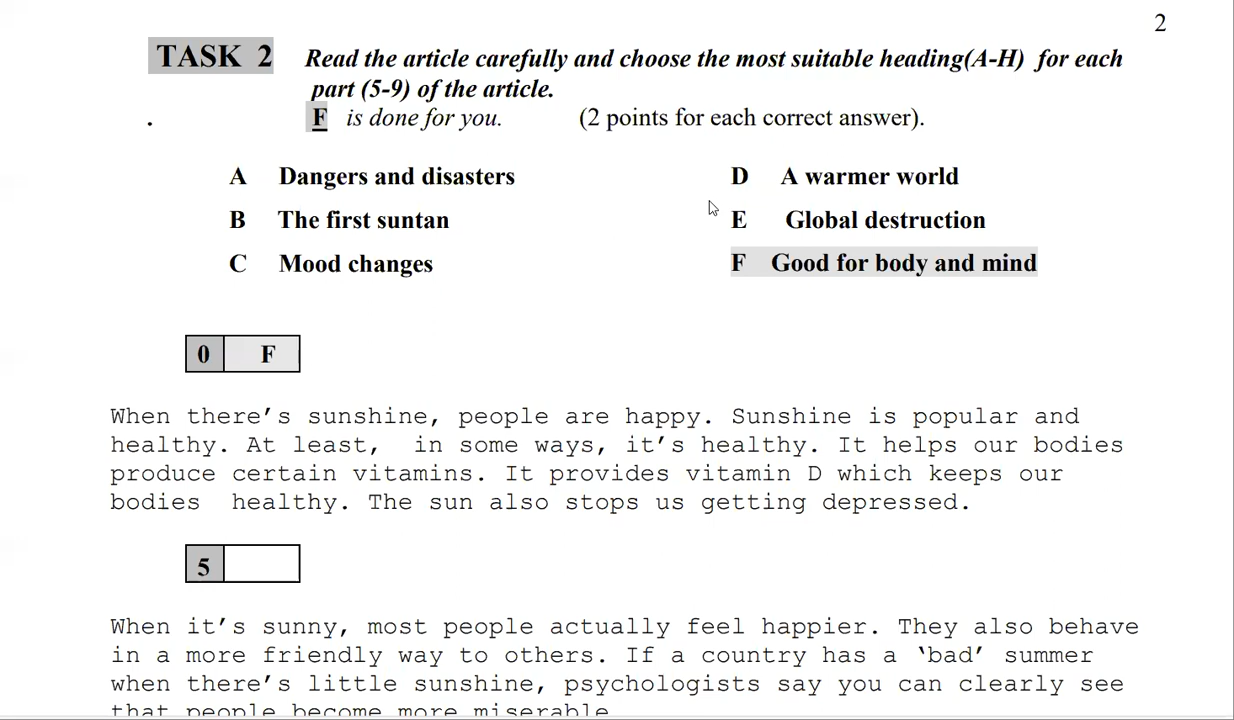 2
TASK 2 Read the article carefully and choose the most suitable heading(A-H) for each
part (5-9) of the article.
. F is done for you. (2 points for each correct answer).
A Dangers and disasters D A warmer world
B The first suntan E Global destruction
C Mood changes F Good for body and mind
0 F
When there's sunshine, people are happy. Sunshine is popular and
healthy. At least, in some ways, it's healthy. It helps our bodies
produce certain vitamins. It provides vitamin D which keeps our
bodies healthy. The sun also stops us getting depressed.
5
When it's sunny, most people actually feel happier. They also behave
in a more friendly way to others. If a country has a ‘bad’ summer
when there's little sunshine, psychologists say you can clearly see
that people become more miserable